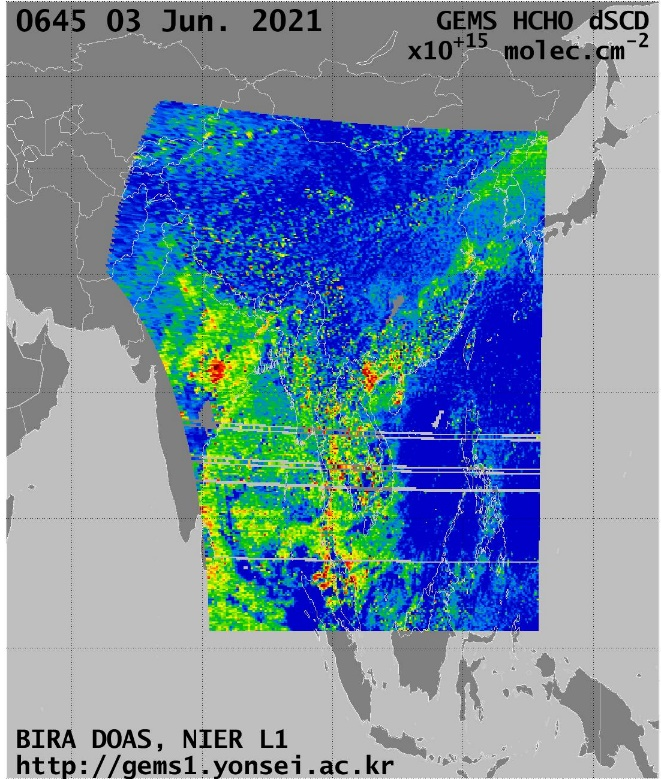 0645 03 Jun. 2021
GEMS HCHO dSCD
x10+15 molec.cm-2
BIRA DOAS, NIER L1
http://gems1.yonsei.ac.kr